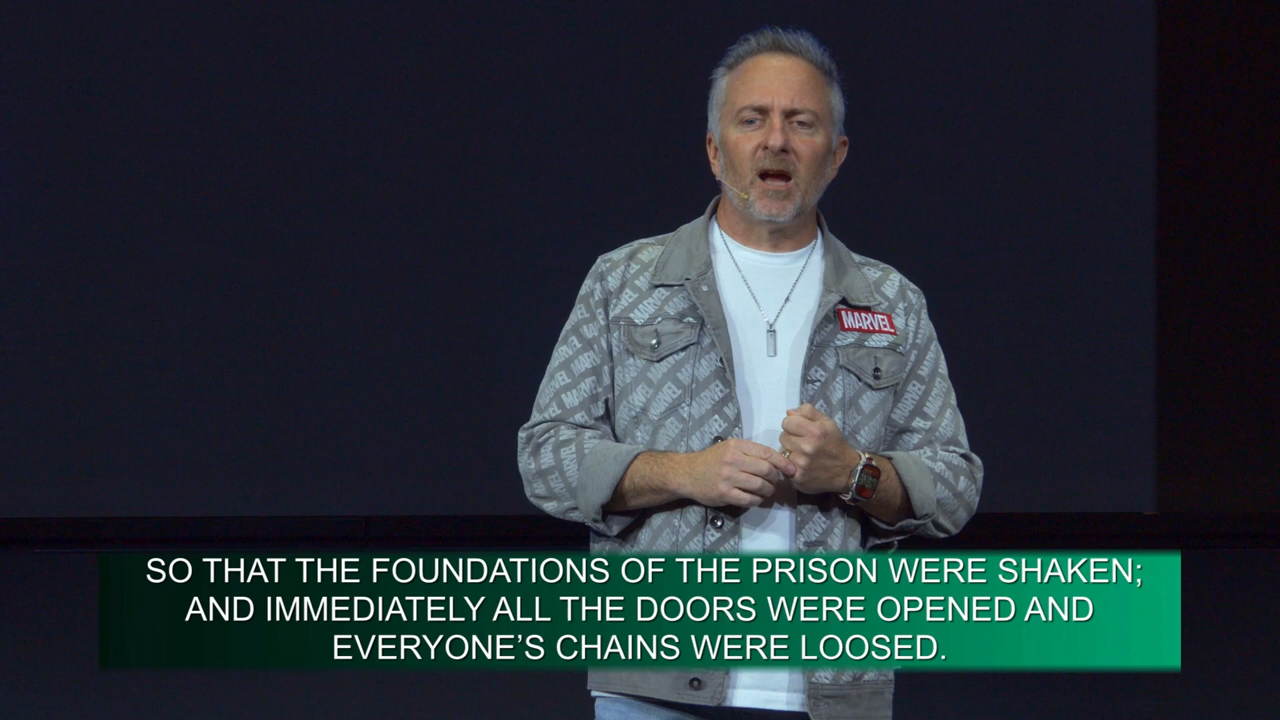 MARVEL
SO THAT THE FOUNDATIONS OF THE PRISON WERE SHAKEN;
AND IMMEDIATELY ALL THE DOORS WERE OPENED AND
EVERYONE'S CHAINS WERE LOOSED.